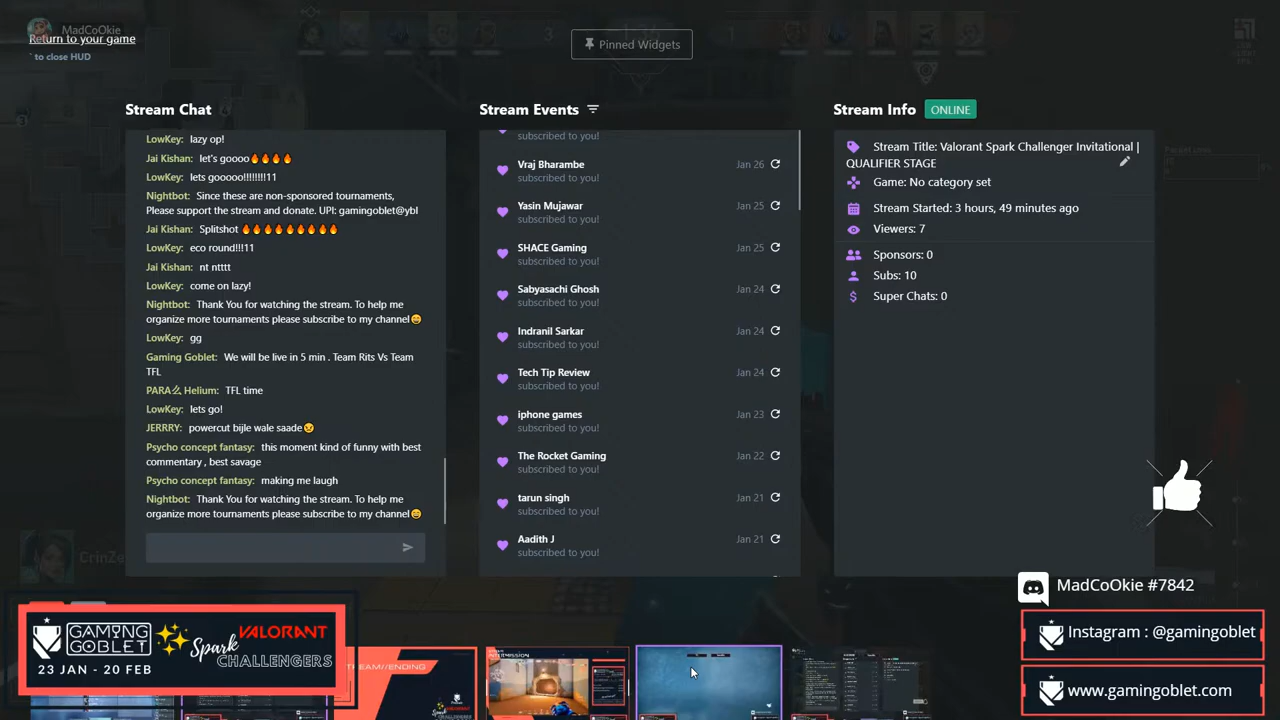 MadCoOkie
Return to your game
` to close HUD
Pinned Widgets
3
1
Stream Chat
LowKey: lazy op!
Jai Kishan: let's goooo🔥🔥🔥🔥
LowKey: lets gooooo!!!!!!!!11
Nightbot: Since these are non-sponsored tournaments,
Please support the stream and donate. UPI: gamingoblet@ybl
Jai Kishan: Splitshot 🔥🔥🔥🔥🔥🔥🔥🔥🔥
LowKey: eco round!!!11
Jai Kishan: nt ntttt
LowKey: come on lazy!
Nightbot: Thank You for watching the stream. To help me
organize more tournaments please subscribe to my channel😄
LowKey: gg
Gaming Goblet: We will be live in 5 min . Team Rits Vs Team
TFL
PARA么 Helium: TFL time
LowKey: lets go!
JERRRY: powercut bijle wale saade😣
Psycho concept fantasy: this moment kind of funny with best
commentary , best savage
Psycho concept fantasy: making me laugh
Nightbot: Thank You for watching the stream. To help me
organize more tournaments please subscribe to my channel😄
Stream Events
subscribed to you!
Vraj Bharambe Jan 26
subscribed to you!
Yasin Mujawar Jan 25
subscribed to you!
SHACE Gaming Jan 25
subscribed to you!
Sabyasachi Ghosh Jan 24
subscribed to you!
Indranil Sarkar Jan 24
subscribed to you!
Tech Tip Review Jan 24
subscribed to you!
iphone games Jan 23
subscribed to you!
The Rocket Gaming Jan 22
subscribed to you!
tarun singh Jan 21
subscribed to you!
Aadith J Jan 21
subscribed to you!
Stream Info ONLINE
Stream Title: Valorant Spark Challenger Invitational |
QUALIFIER STAGE
Game: No category set
Stream Started: 3 hours, 49 minutes ago
Viewers: 7
Sponsors: 0
Subs: 10
Super Chats: 0
GAMING
GOBLET
VALORANT
Spark
CHALLENGERS
23 JAN - 20 FEB
STREAM//ENDING
INTERMISSION
MadCoOkie #7842
Instagram : @gamingoblet
www.gamingoblet.com